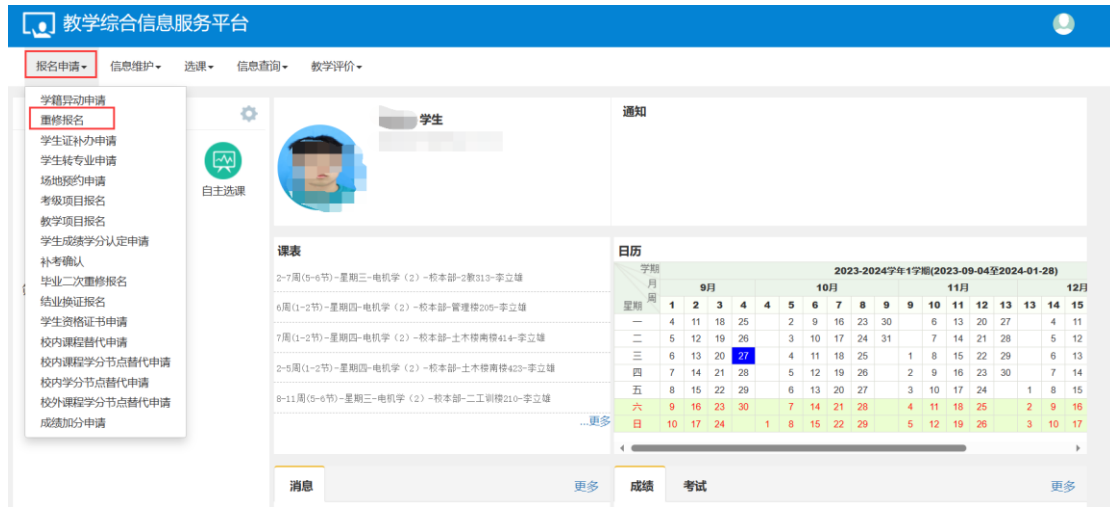 教学综合信息服务平台
报名申请 信息维护 选课 信息查询 教学评价
学籍异动申请
重修报名
学生证补办申请
学生转专业申请
场地预约申请
考级项目报名
教学项目报名
学生成绩学分认定申请
补考确认
毕业二次重修报名
结业换证报名
学生资格证书申请
校内课程替代申请
校内课程学分节点替代申请
校内学分节点替代申请
校外课程学分节点替代申请
成绩加分申请
自主选课
学生
通知
课表
2-7周(5-6节)-星期三-电机学（2）-校本部-2教313-李立雄
6周(1-2节)-星期四-电机学（2）-校本部-管理楼205-李立雄
7周(1-2节)-星期四-电机学（2）-校本部-土木楼南楼414-李立雄
2-5周(1-2节)-星期四-电机学（2）-校本部-土木楼南楼423-李立雄
8-11周(5-6节)-星期三-电机学（2）-校本部-二工训楼210-李立雄
...更多
日历
学期 2023-2024学年1学期(2023-09-04至2024-01-28)
月 9月 10月 11月 12月
星期 周 1 2 3 4 4 5 6 7 8 9 9 10 11 12 13 13 14 15
一 4 11 18 25 2 9 16 23 30 6 13 20 27 4 11
二 5 12 19 26 3 10 17 24 31 7 14 21 28 5 12
三 6 13 20 27 4 11 18 25 1 8 15 22 29 6 13
四 7 14 21 28 5 12 19 26 2 9 16 23 30 7 14
五 8 15 22 29 6 13 20 27 3 10 17 24 1 8 15
六 9 16 23 30 7 14 21 28 4 11 18 25 2 9 16
日 10 17 24 1 8 15 22 29 5 12 19 26 3 10 17
消息 更多
成绩 考试 更多